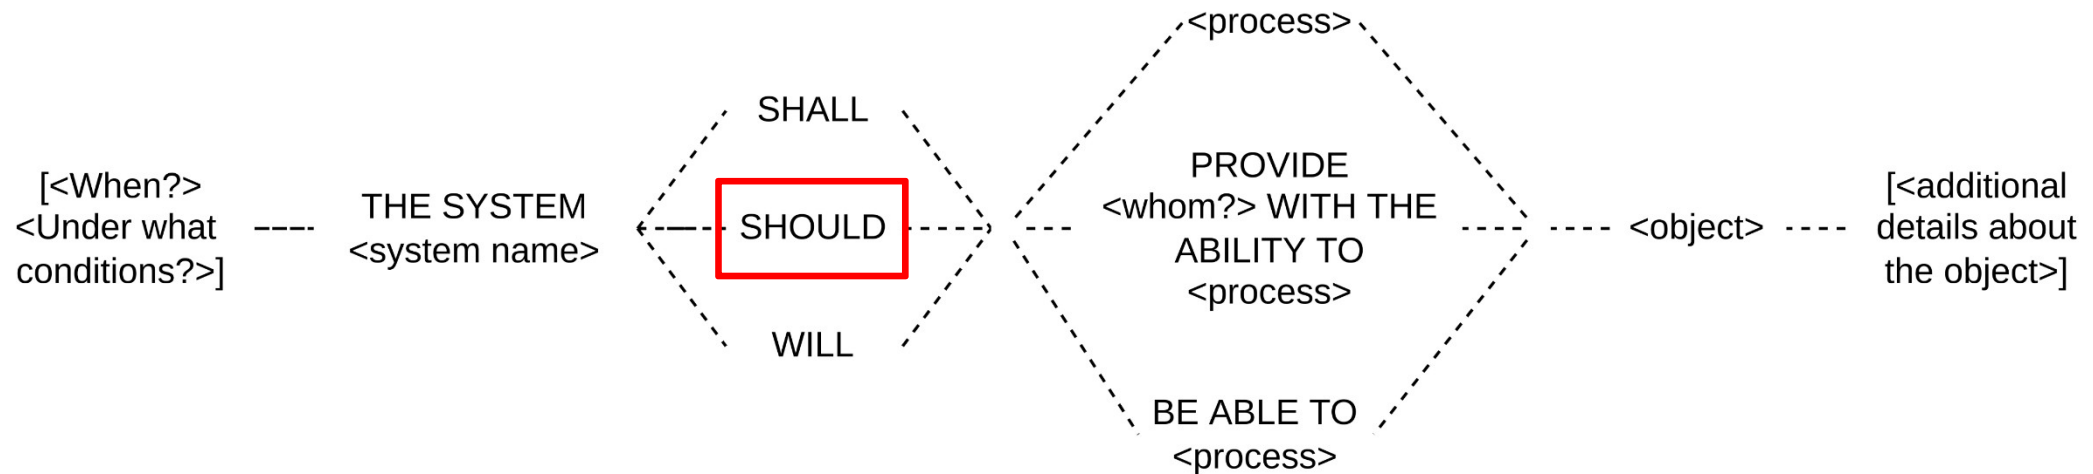 [<When?>
<Under what
conditions?>]
THE SYSTEM
<system name>
SHALL
SHOULD
WILL
<process>
PROVIDE
<whom?> WITH THE
ABILITY TO
<process>
BE ABLE TO
<process>
<object>
[<additional
details about
the object>]